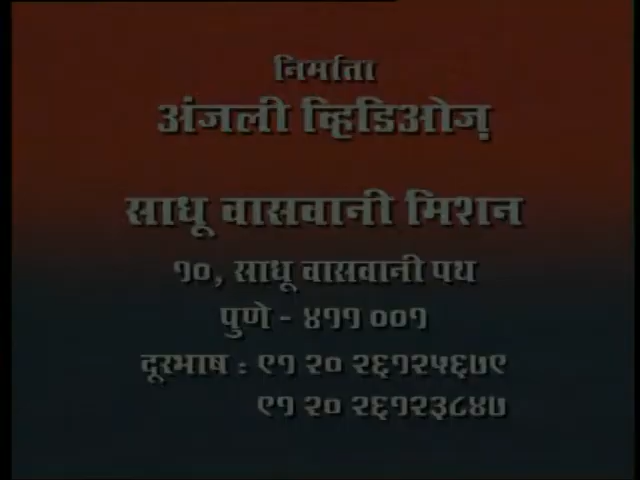 निर्माता
अंजली व्हिडिओज़
साधू वासवानी मिशन
१०, साधू वासवानी पथ
पुणे - ४११ ००१
दूरभाष : ९१ २० २६१२५६७९
९१ २० २६१२३८४७